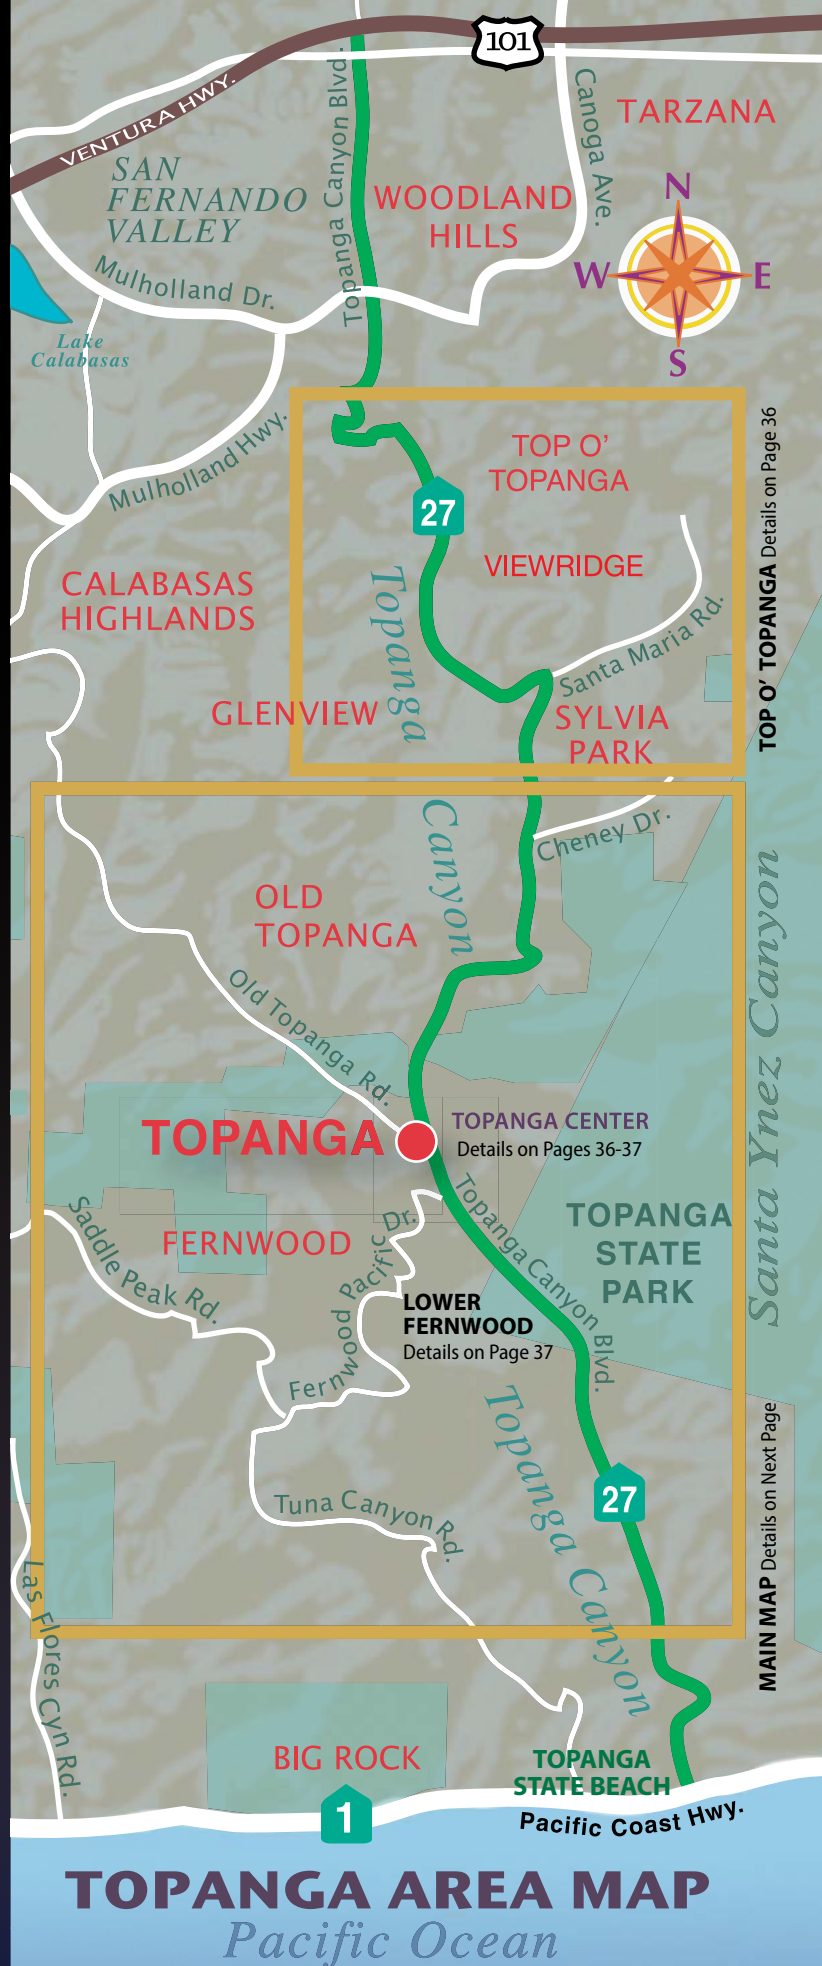 101
VENTURA HWY.
Topanga Canyon Blvd.
Canoga Ave.
TARZANA
SAN
FERNANDO
VALLEY
WOODLAND
HILLS
N
W
E
S
Mulholland Dr.
Lake
Calabasas
Mulholland Hwy.
TOP O’
TOPANGA
27
VIEWRIDGE
TOP O’ TOPANGA Details on Page 36
CALABASAS
HIGHLANDS
Santa Maria Rd.
GLENVIEW
SYLVIA
PARK
Topanga
Canyon
Cheney Dr.
OLD
TOPANGA
Old Topanga Rd.
Santa Ynez Canyon
TOPANGA
TOPANGA CENTER
Details on Pages 36-37
Topanga Canyon Blvd.
TOPANGA
STATE
PARK
FERNWOOD
Saddle Peak Rd.
Fernwood Pacific Dr.
LOWER
FERNWOOD
Details on Page 37
Topanga Canyon
27
Tuna Canyon Rd.
MAIN MAP Details on Next Page
Las Flores Cyn Rd.
BIG ROCK
TOPANGA
STATE BEACH
1
Pacific Coast Hwy.
TOPANGA AREA MAP
Pacific Ocean